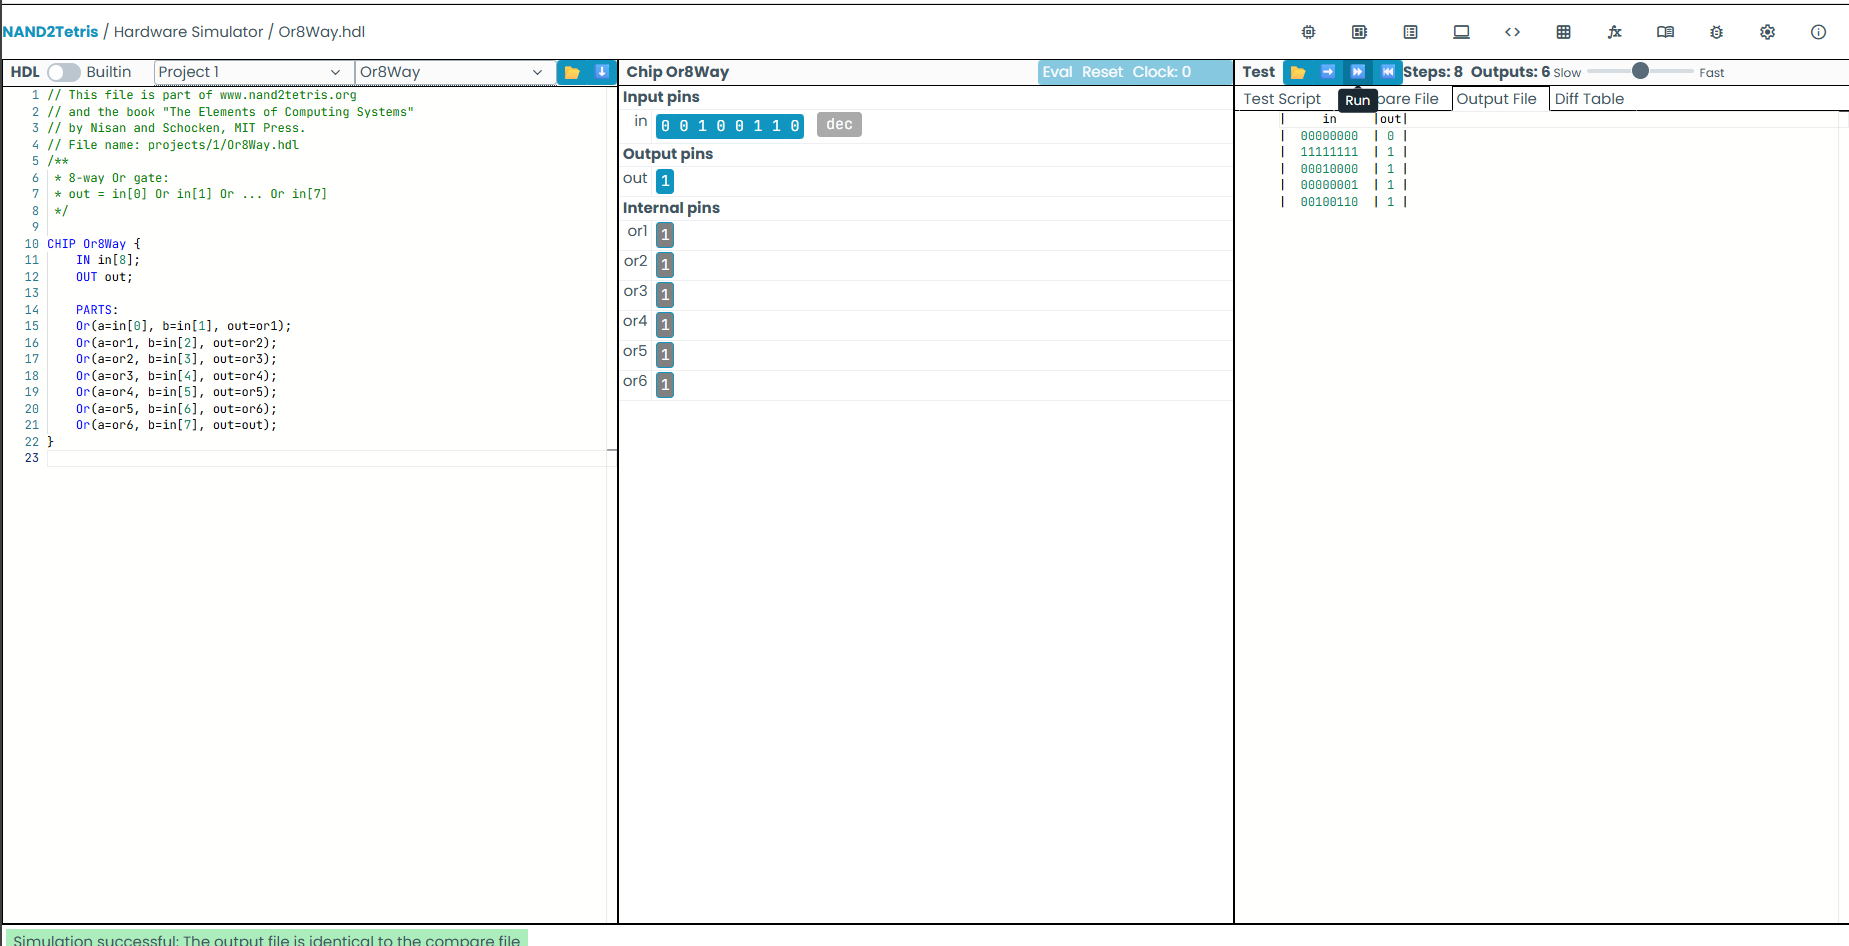 NAND2Tetris / Hardware Simulator / Or8Way.hdl
HDL Builtin Project 1 Or8Way
1 // This file is part of www.nand2tetris.org
2 // and the book "The Elements of Computing Systems"
3 // by Nisan and Schocken, MIT Press.
4 // File name: projects/1/Or8Way.hdl
5 /**
6 * 8-way Or gate:
7 * out = in[0] Or in[1] Or ... Or in[7]
8 */
9
10 CHIP Or8Way {
11 IN in[8];
12 OUT out;
13
14 PARTS:
15 Or(a=in[0], b=in[1], out=or1);
16 Or(a=or1, b=in[2], out=or2);
17 Or(a=or2, b=in[3], out=or3);
18 Or(a=or3, b=in[4], out=or4);
19 Or(a=or4, b=in[5], out=or5);
20 Or(a=or5, b=in[6], out=or6);
21 Or(a=or6, b=in[7], out=out);
22 }
23
Chip Or8Way Eval Reset Clock: 0
Input pins
in 0 0 1 0 0 1 1 0 dec
Output pins
out 1
Internal pins
or1 1
or2 1
or3 1
or4 1
or5 1
or6 1
Test Steps: 8 Outputs: 6 Slow Fast
Test Script Run pare File Output File Diff Table
| in |out|
| 00000000 | 0 |
| 11111111 | 1 |
| 00010000 | 1 |
| 00000001 | 1 |
| 00100110 | 1 |
Simulation successful: The output file is identical to the compare file